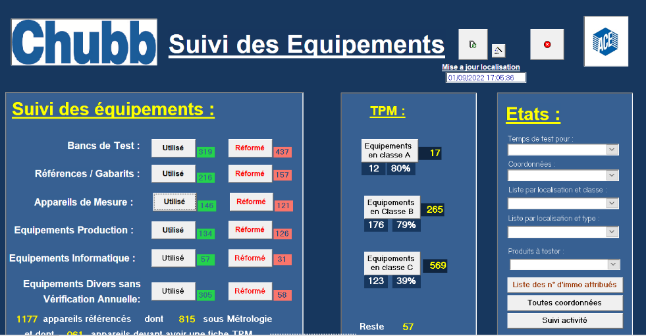 Chubb
Suivi des Equipements
ACE
Mise a jour localisation
01/09/2022 17:06:36
Suivi des équipements :
Bancs de Test : Utilisé 319 Réformé 437
Références / Gabarits : Utilisé 216 Réformé 157
Appareils de Mesure : Utilisé 146 Réformé 121
Equipements Production : Utilisé 134 Réformé 126
Equipements Informatique : Utilisé 57 Réformé 31
Equipements Divers sans
Vérification Annuelle: Utilisé 305 Réformé 58
1177 appareils référencés dont 815 sous Métrologie
et dont 961 appareils devant avoir une fiche TPM
TPM :
Equipements
en classe A 17
12 80%
Equipements
en Classe B 265
176 79%
Equipements
en classe C 569
123 39%
Reste 57
Etats :
Temps de test pour :
Coordonnées :
Liste par localisation et classe :
Liste par localisation et type :
Produits à tester :
Liste des n° d'immo attribués
Toutes coordonnées
Suivi activité